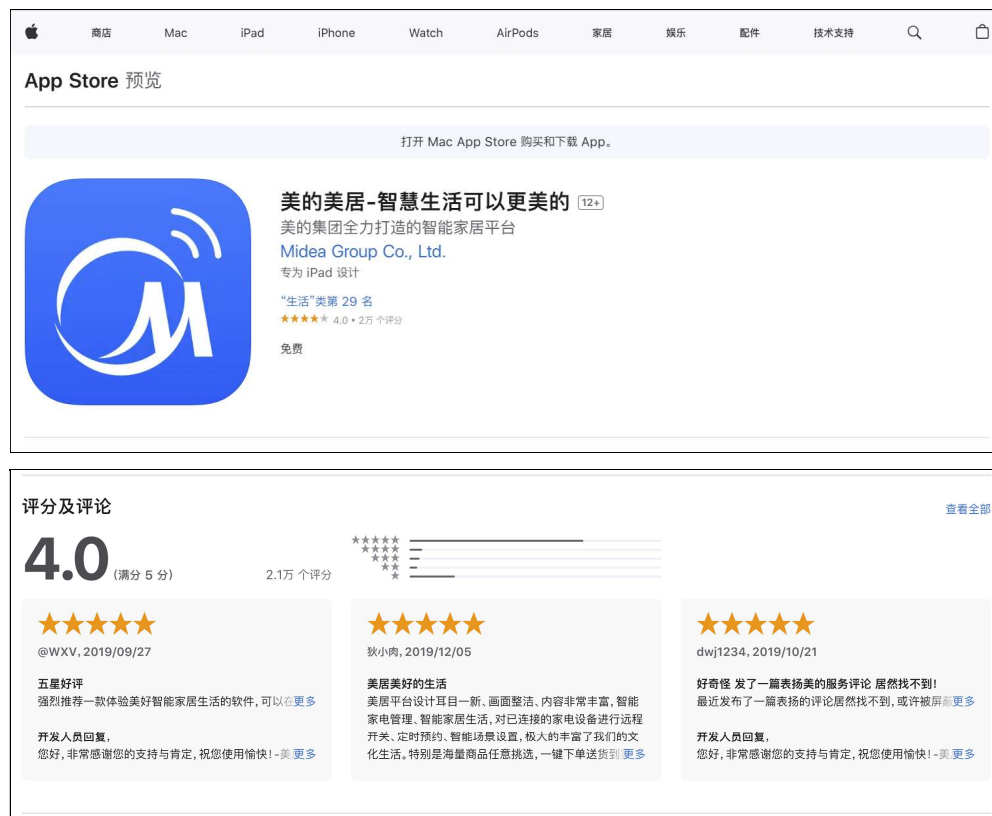 商店 Mac iPad iPhone Watch AirPods 家居 娱乐 配件 技术支持
App Store 预览
打开 Mac App Store 购买和下载 App。
美的美居-智慧生活可以更美的 12+
美的集团全力打造的智能家居平台
Midea Group Co., Ltd.
专为 iPad 设计
“生活”类第 29 名
★★★★★ 4.0 • 2万 个评分
免费
评分及评论
查看全部
4.0 (满分 5 分)
2.1万 个评分
@WXV, 2019/09/27
五星好评
强烈推荐一款体验美好智能家居生活的软件，可以在更多
开发人员回复，
您好，非常感谢您的支持与肯定，祝您使用愉快！-美更多
狄小肉, 2019/12/05
美居美好的生活
美居平台设计耳目一新、画面整洁、内容非常丰富，智能
家电管理、智能家居生活，对已连接的家电设备进行远程
开关、定时预约、智能场景设置，极大的丰富了我们的文
化生活。特别是海量商品任意挑选，一键下单送货到更多
dwj1234, 2019/10/21
好奇怪 发了一篇表扬美的服务评论 居然找不到！
最近发布了一篇表扬的评论居然找不到，或许被屏蔽更多
开发人员回复，
您好，非常感谢您的支持与肯定，祝您使用愉快！-美更多